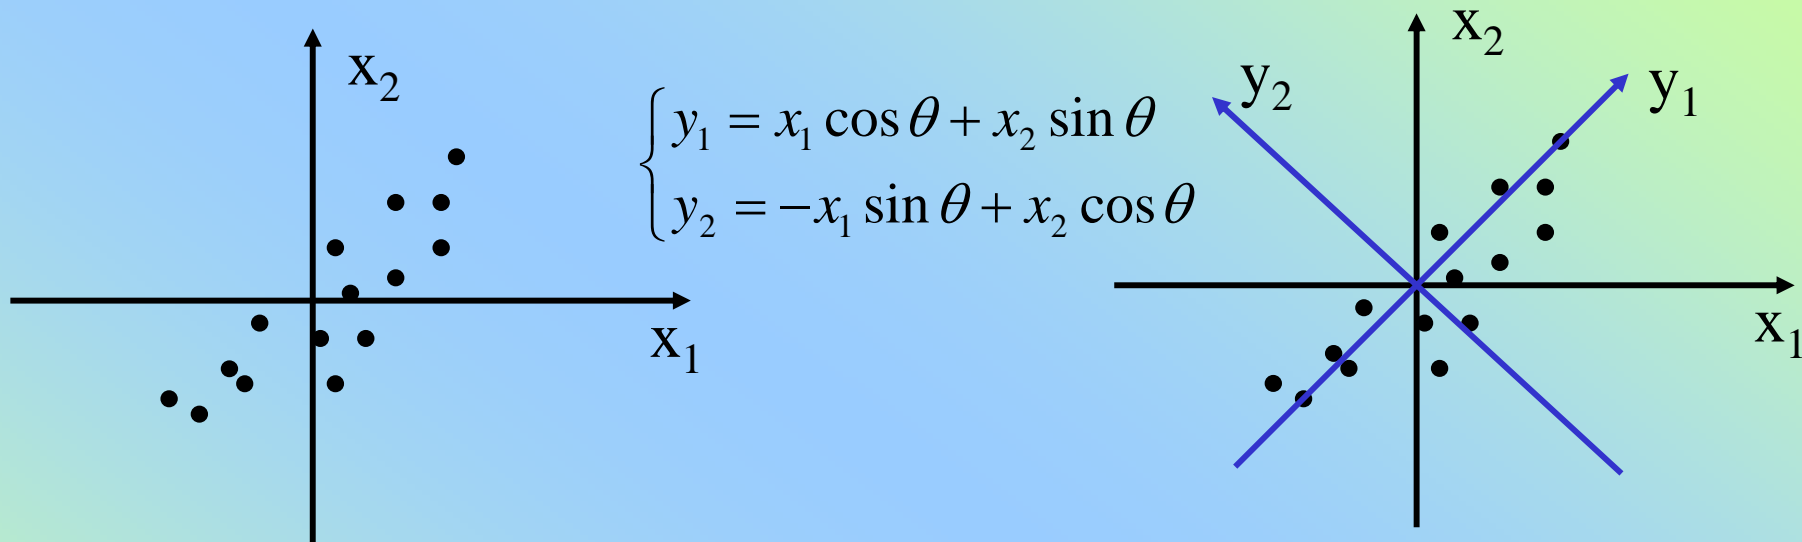 x₂
x₁
y₁ = x₁ cos θ + x₂ sin θ
y₂ = −x₁ sin θ + x₂ cos θ
x₂
y₂
y₁
x₁